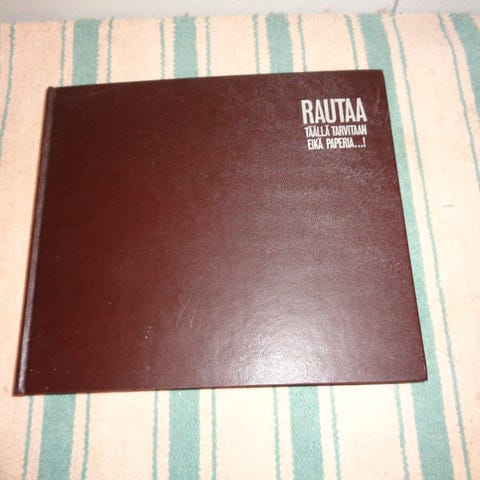 RAUTAA
TÄÄLLÄ TARVITAAN
EIKÄ PAPERIA...!